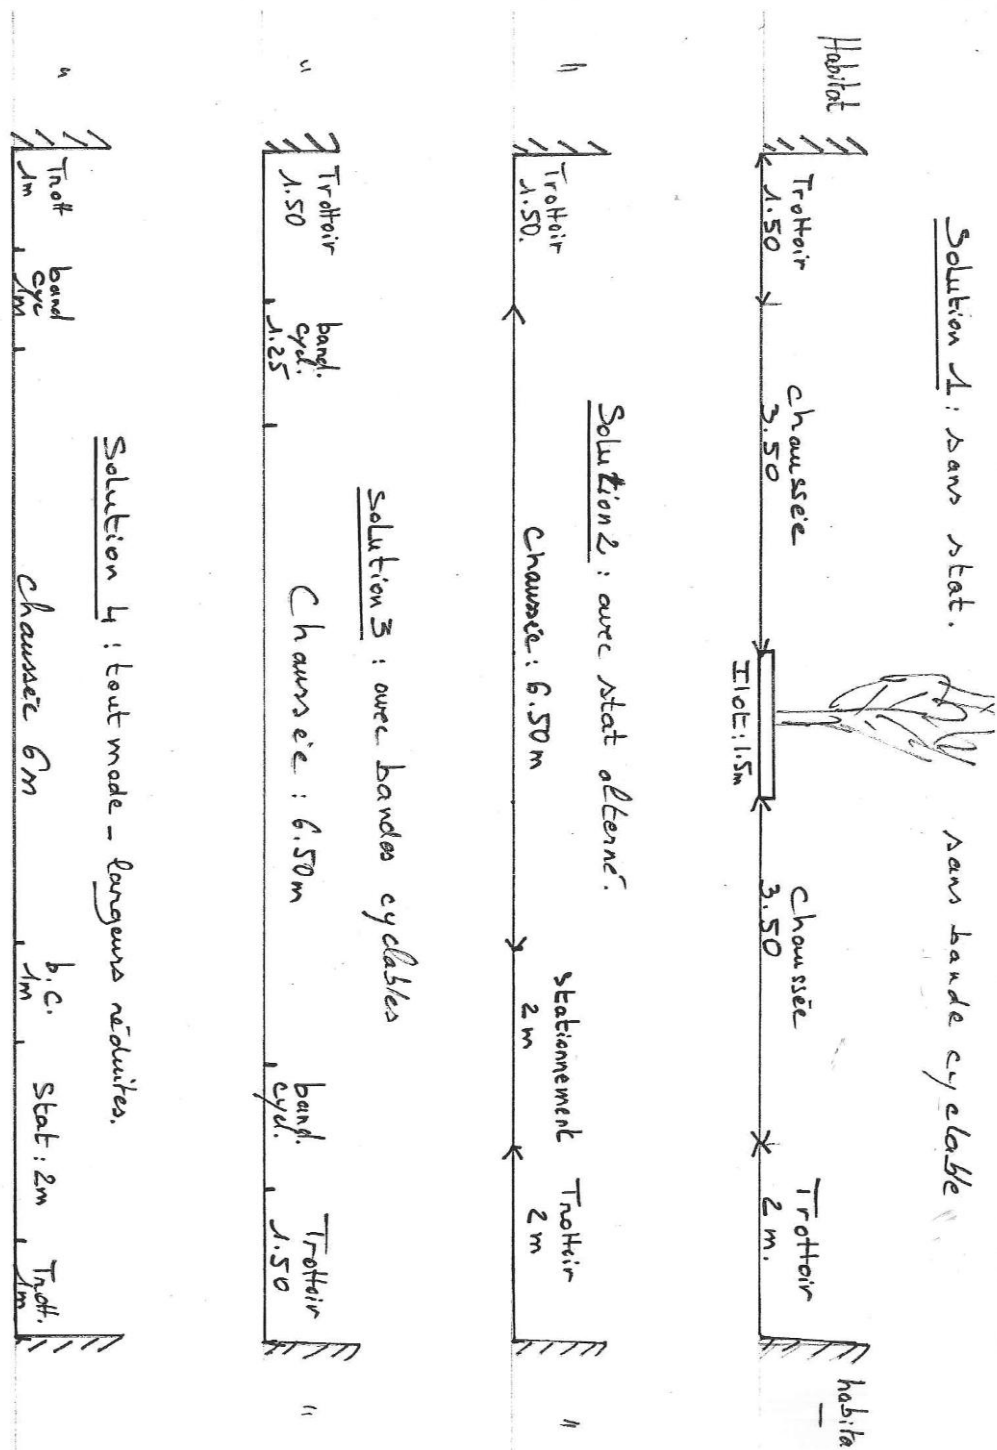 Solution 1 : sans stat. sans bande cyclable
Habitat
Trottoir chaussée chaussée Trottoir
1.50 3.50 Ilot : 1.5m 3.50 2 m.
habita
Solution 2 : avec stat alterné.
"
Trottoir Chaussée : 6.50 m Stationnement Trottoir
1.50. 2 m 2 m
"
Solution 3 : avec bandes cyclables
"
Trottoir band. Chaussée : 6.50 m band. Trottoir
1.50 cycl. cycl. 1.50
1.25
"
Solution 4 : tout mode - largeurs réduites.
"
Trott band chaussée 6 m b.c. Stat : 2m Trott.
1m cyc 1m 1m
1m